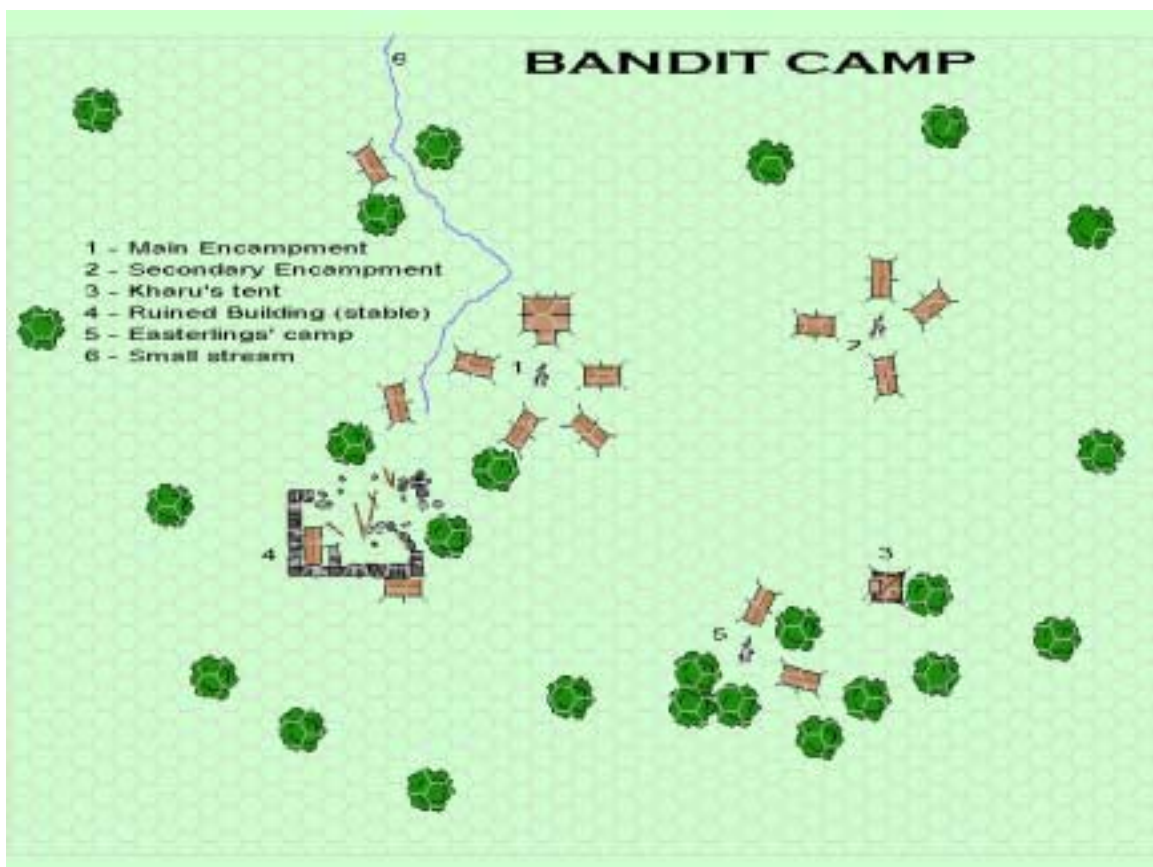 6
BANDIT CAMP
1 - Main Encampment
2 - Secondary Encampment
3 - Kharu's tent
4 - Ruined Building (stable)
5 - Easterlings' camp
6 - Small stream
1
2
4
3
5